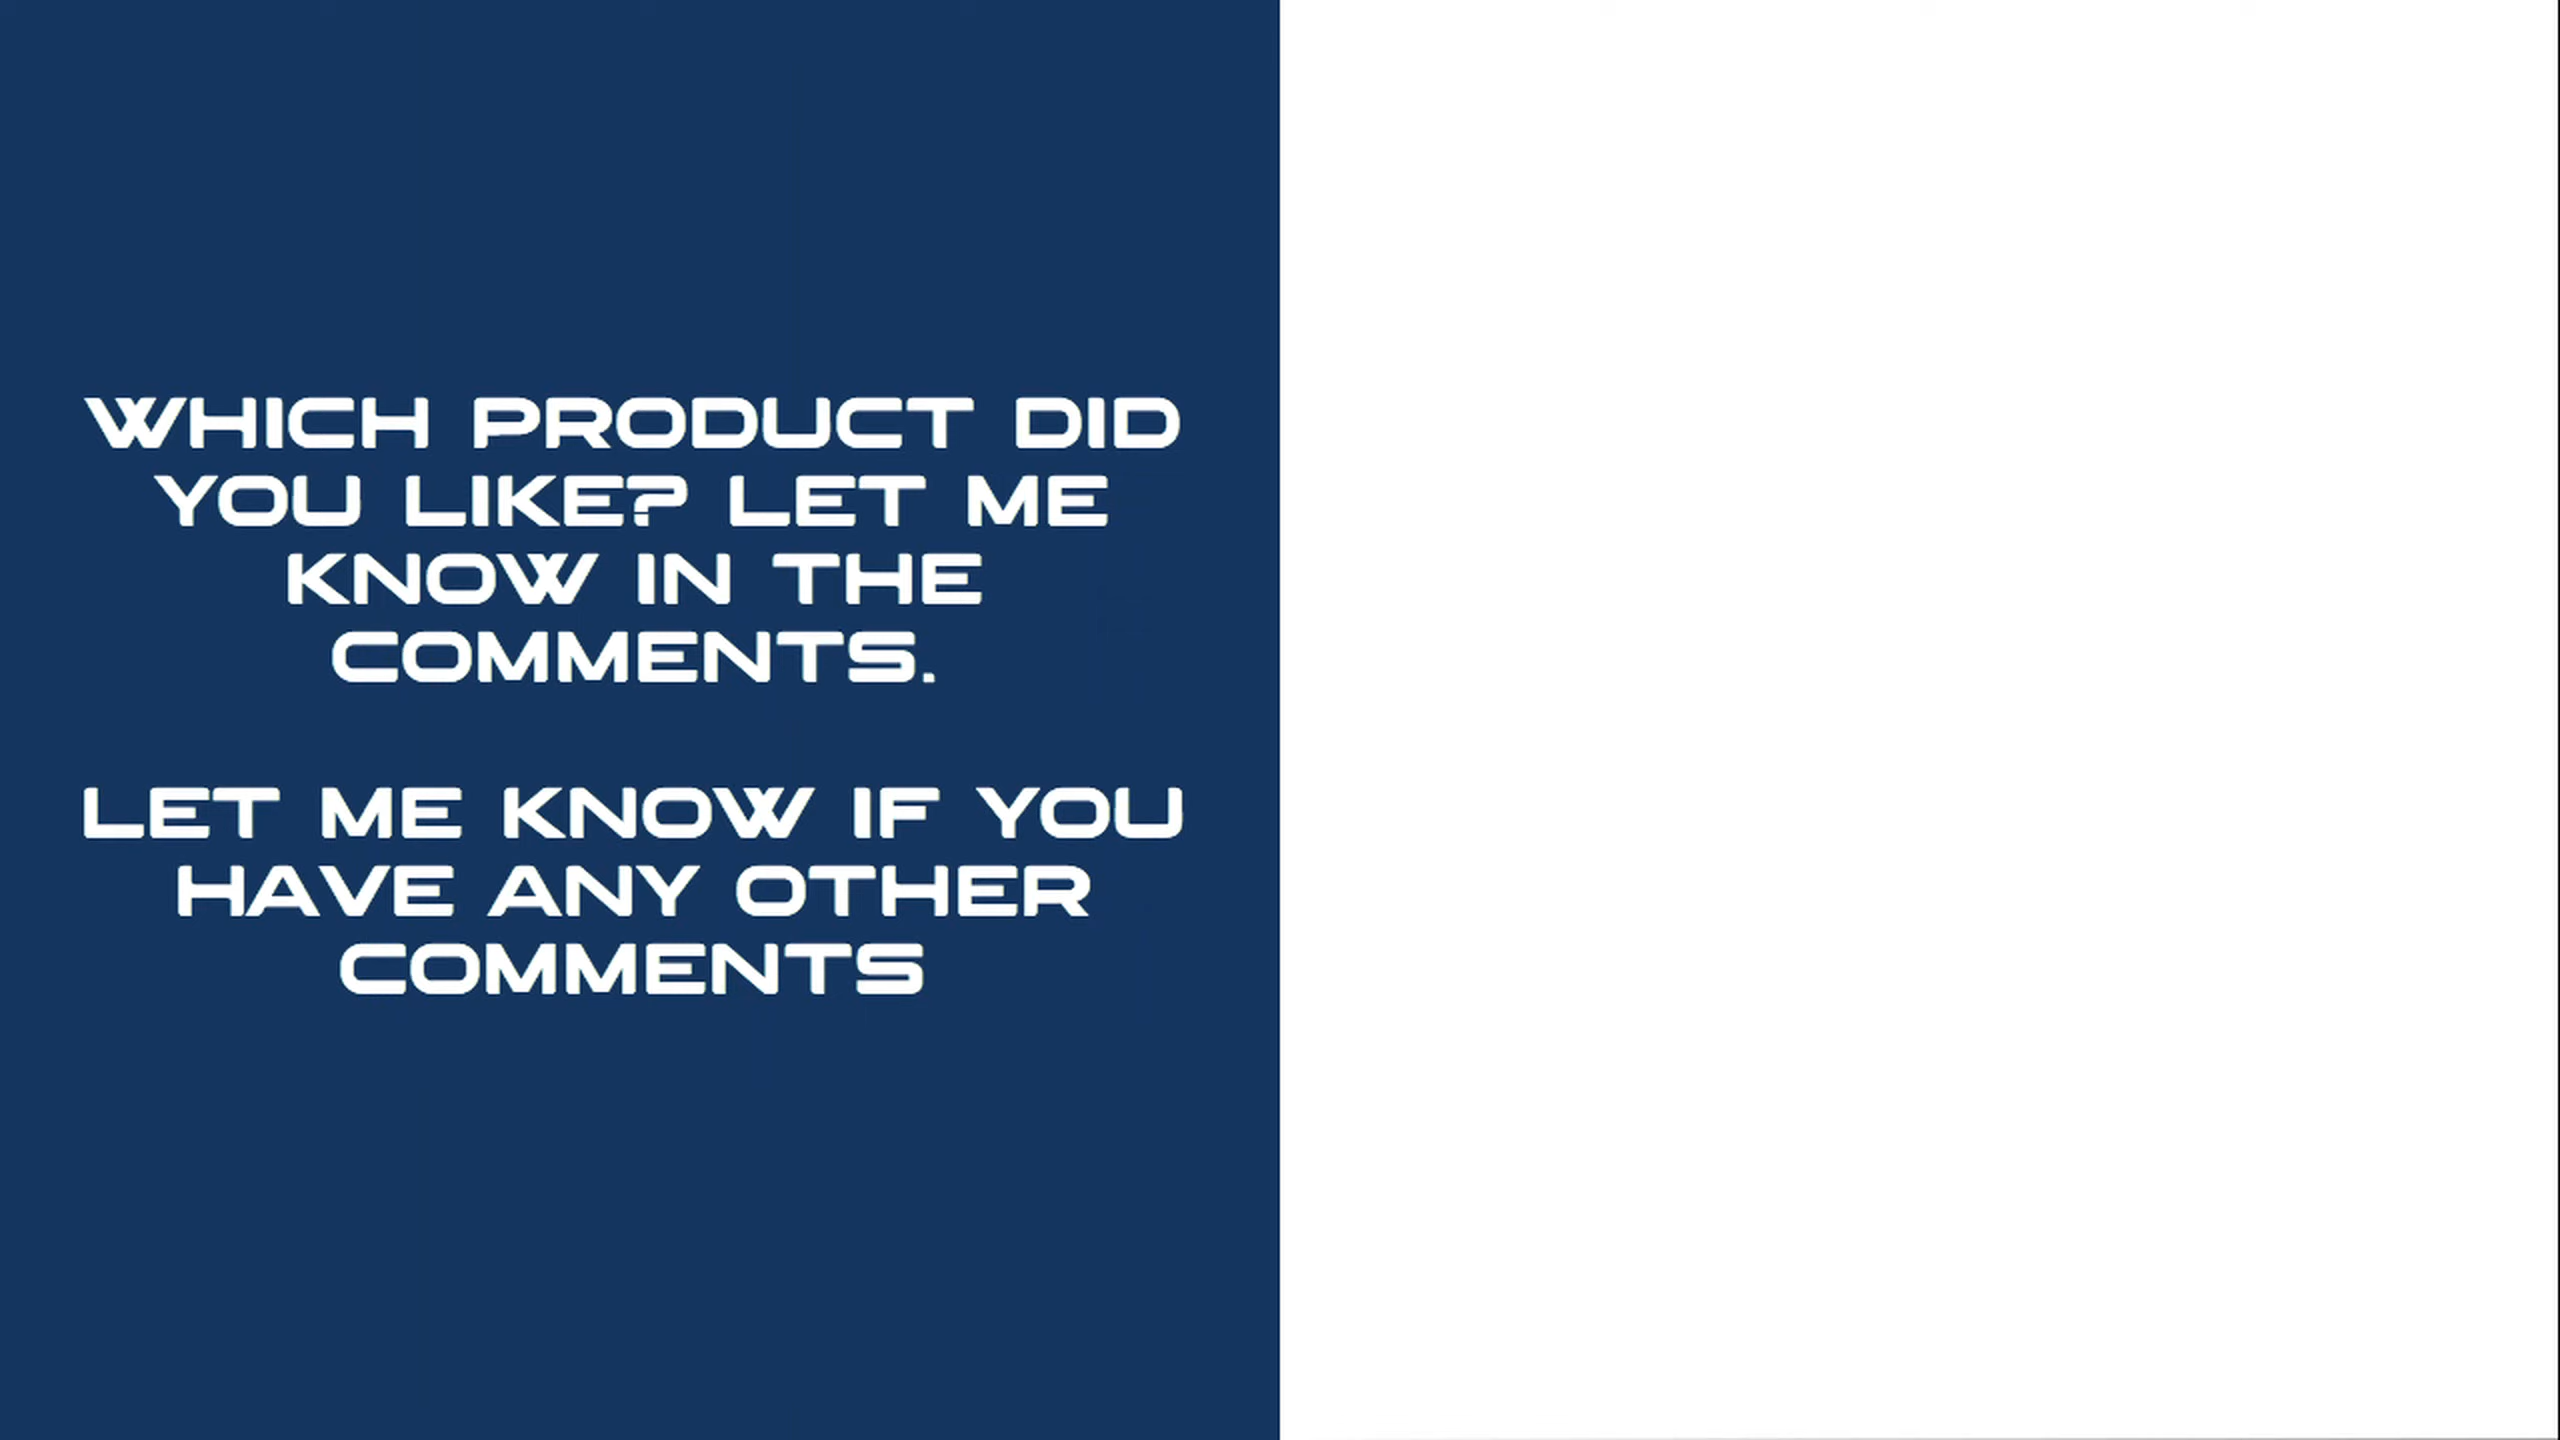 WHICH PRODUCT DID
YOU LIKE? LET ME
KNOW IN THE
COMMENTS.
LET ME KNOW IF YOU
HAVE ANY OTHER
COMMENTS